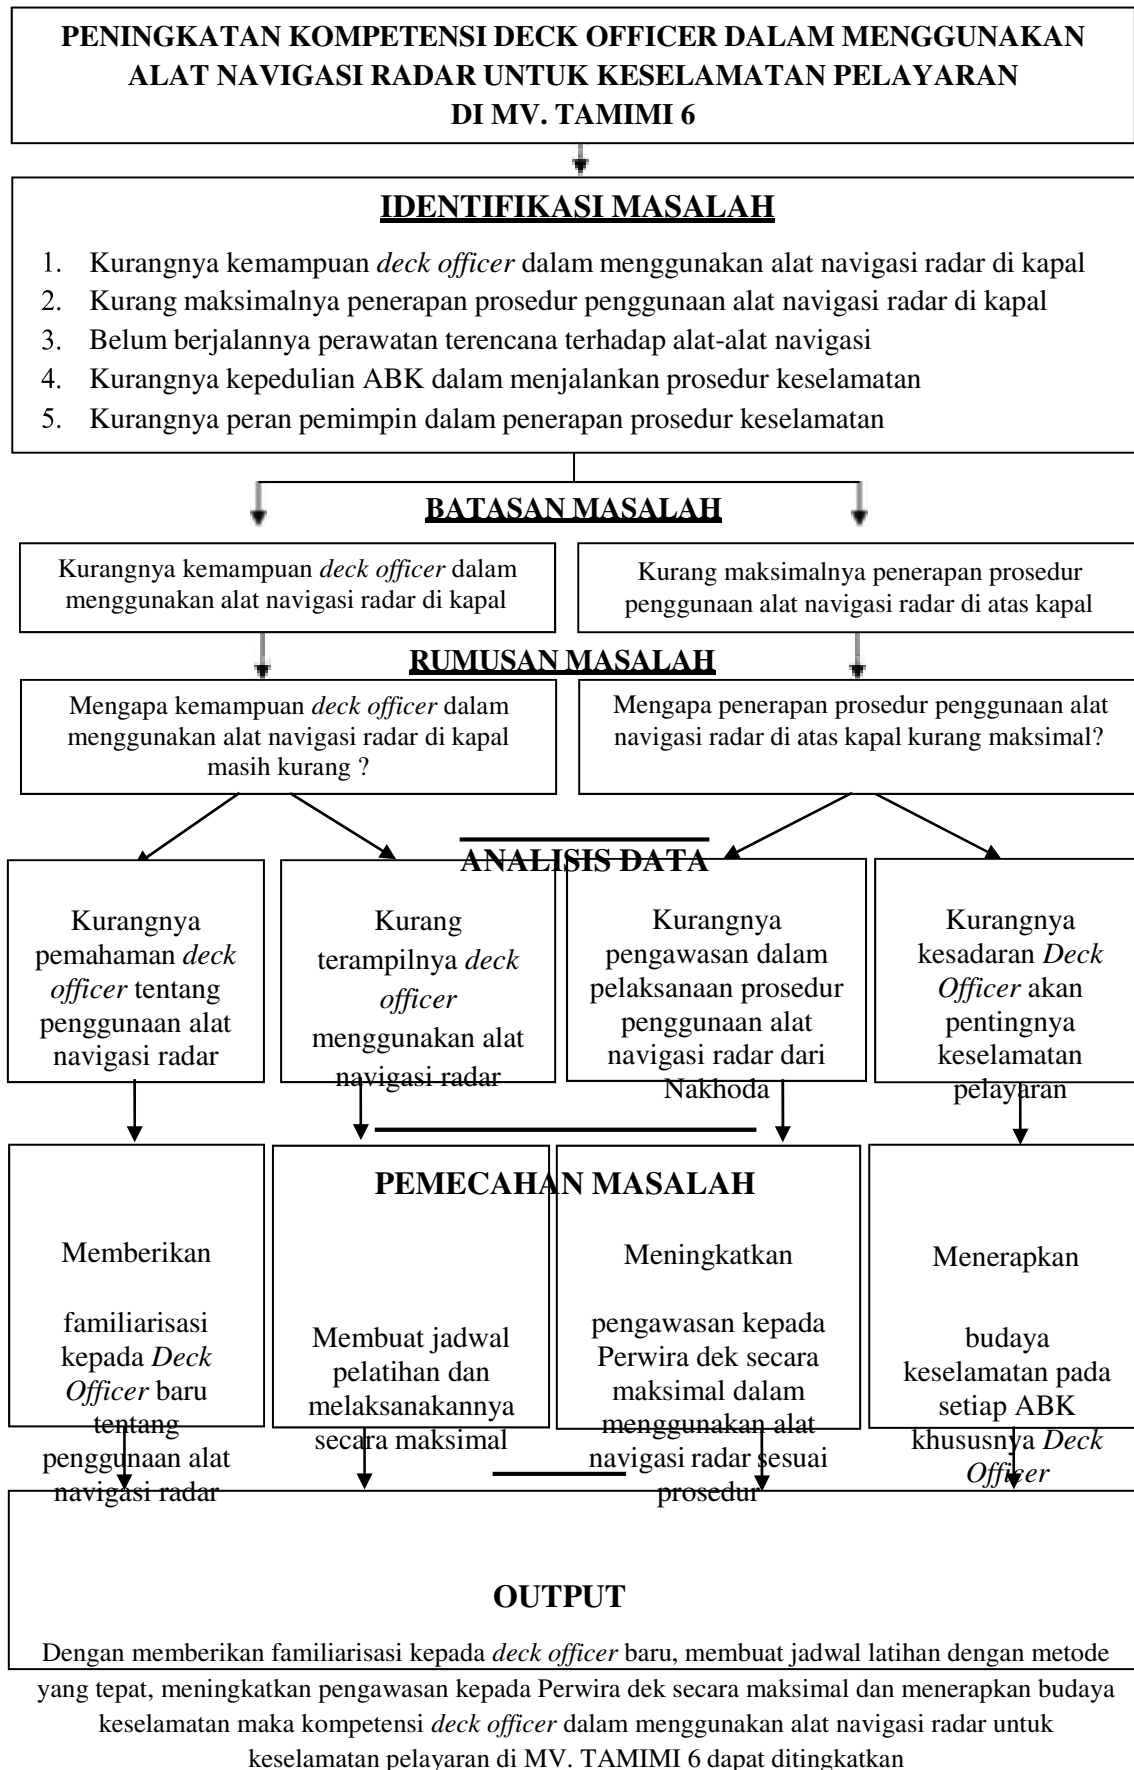 PENINGKATAN KOMPETENSI DECK OFFICER DALAM MENGGUNAKAN
ALAT NAVIGASI RADAR UNTUK KESELAMATAN PELAYARAN
DI MV. TAMIMI 6
IDENTIFIKASI MASALAH
1. Kurangnya kemampuan deck officer dalam menggunakan alat navigasi radar di kapal
2. Kurang maksimalnya penerapan prosedur penggunaan alat navigasi radar di kapal
3. Belum berjalannya perawatan terencana terhadap alat-alat navigasi
4. Kurangnya kepedulian ABK dalam menjalankan prosedur keselamatan
5. Kurangnya peran pemimpin dalam penerapan prosedur keselamatan
BATASAN MASALAH
Kurangnya kemampuan deck officer dalam
menggunakan alat navigasi radar di kapal
Kurang maksimalnya penerapan prosedur
penggunaan alat navigasi radar di atas kapal
RUMUSAN MASALAH
Mengapa kemampuan deck officer dalam
menggunakan alat navigasi radar di kapal
masih kurang ?
Mengapa penerapan prosedur penggunaan alat
navigasi radar di atas kapal kurang maksimal?
ANALISIS DATA
Kurangnya
pemahaman deck
officer tentang
penggunaan alat
navigasi radar
Kurang
terampilnya deck
officer
menggunakan alat
navigasi radar
Kurangnya
pengawasan dalam
pelaksanaan prosedur
penggunaan alat
navigasi radar dari
Nakhoda
Kurangnya
kesadaran Deck
Officer akan
pentingnya
keselamatan
pelayaran
PEMECAHAN MASALAH
Memberikan
familiarisasi
kepada Deck
Officer baru
tentang
penggunaan alat
navigasi radar
Membuat jadwal
pelatihan dan
melaksanakannya
secara maksimal
Meningkatkan
pengawasan kepada
Perwira dek secara
maksimal dalam
menggunakan alat
navigasi radar sesuai
prosedur
Menerapkan
budaya
keselamatan pada
setiap ABK
khususnya Deck
Officer
OUTPUT
Dengan memberikan familiarisasi kepada deck officer baru, membuat jadwal latihan dengan metode
yang tepat, meningkatkan pengawasan kepada Perwira dek secara maksimal dan menerapkan budaya
keselamatan maka kompetensi deck officer dalam menggunakan alat navigasi radar untuk
keselamatan pelayaran di MV. TAMIMI 6 dapat ditingkatkan